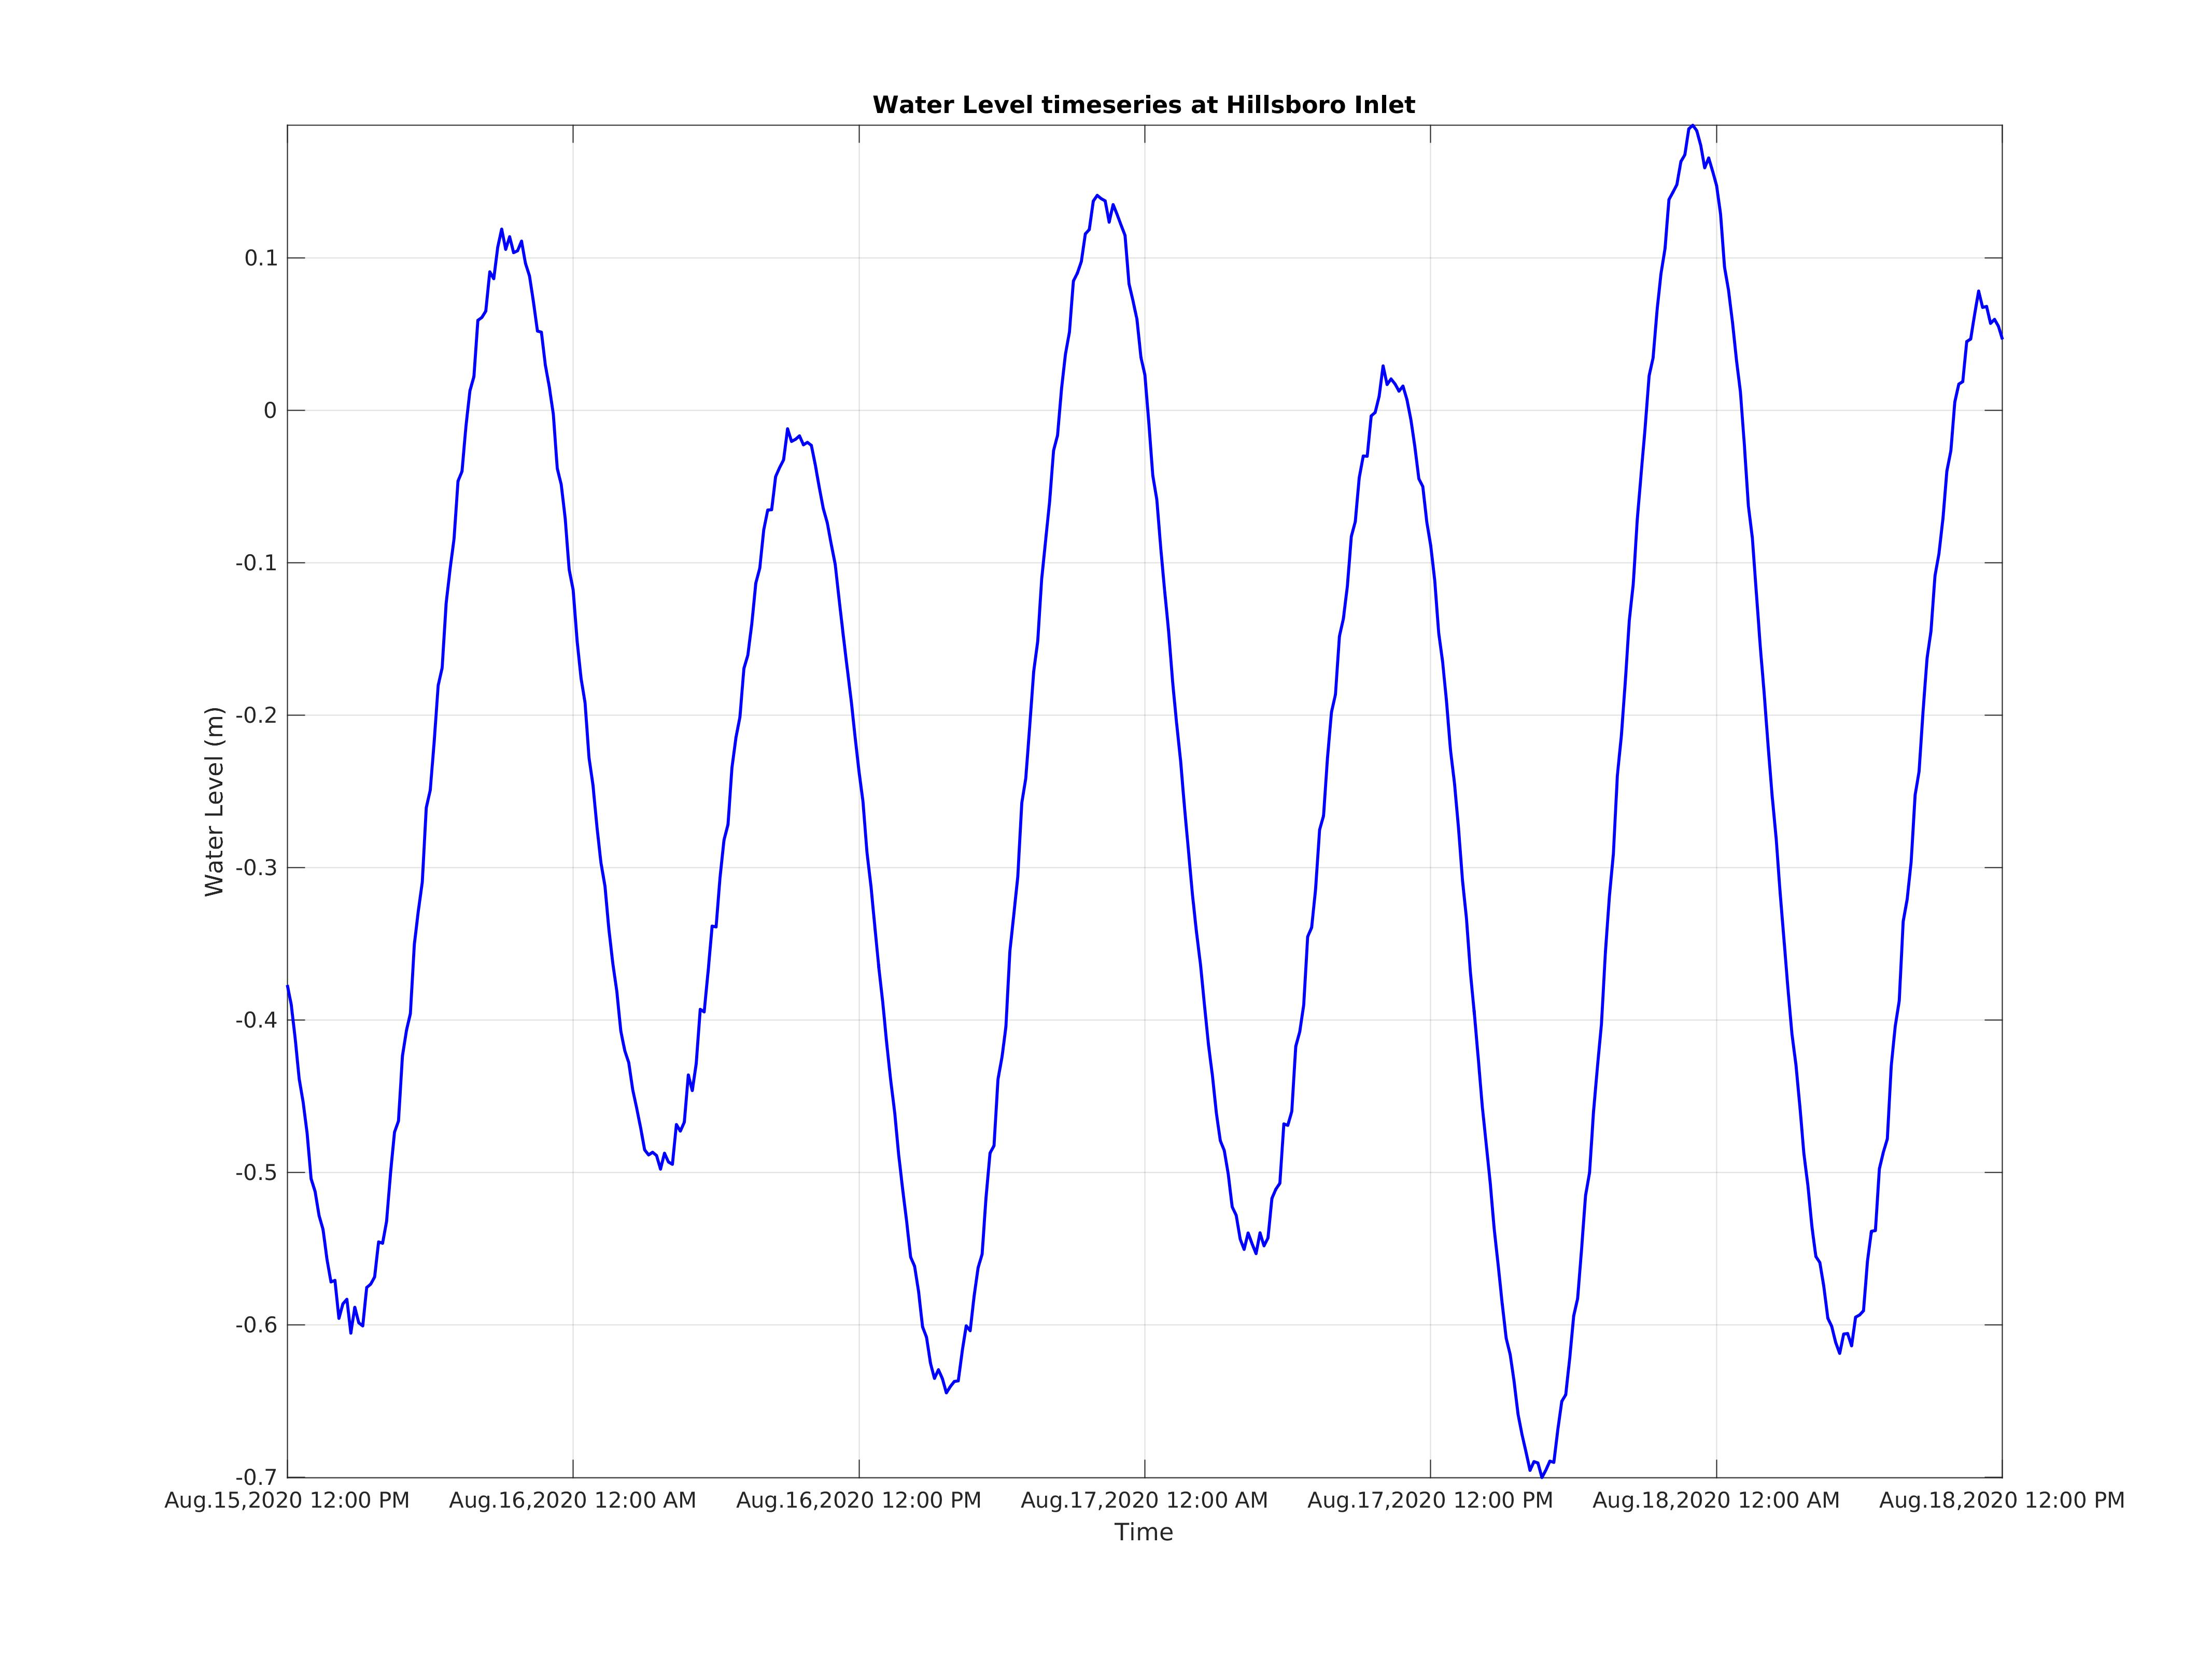 Water Level timeseries at Hillsboro Inlet
0.1
0
-0.1
-0.2
-0.3
-0.4
-0.5
-0.6
-0.7
Water Level (m)
Aug.15,2020 12:00 PM
Aug.16,2020 12:00 AM
Aug.16,2020 12:00 PM
Aug.17,2020 12:00 AM
Aug.17,2020 12:00 PM
Aug.18,2020 12:00 AM
Aug.18,2020 12:00 PM
Time